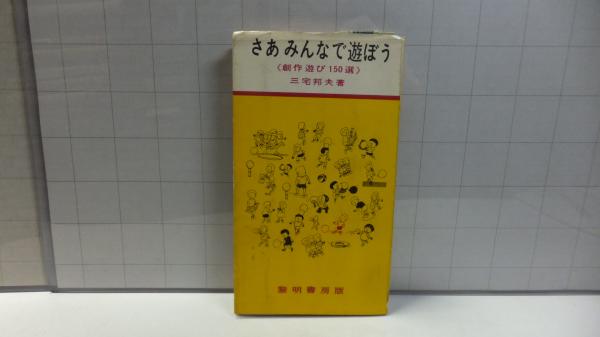 さあ みんなで遊ぼう
〈創作遊び150選〉
三宅邦夫著
黎明書房版